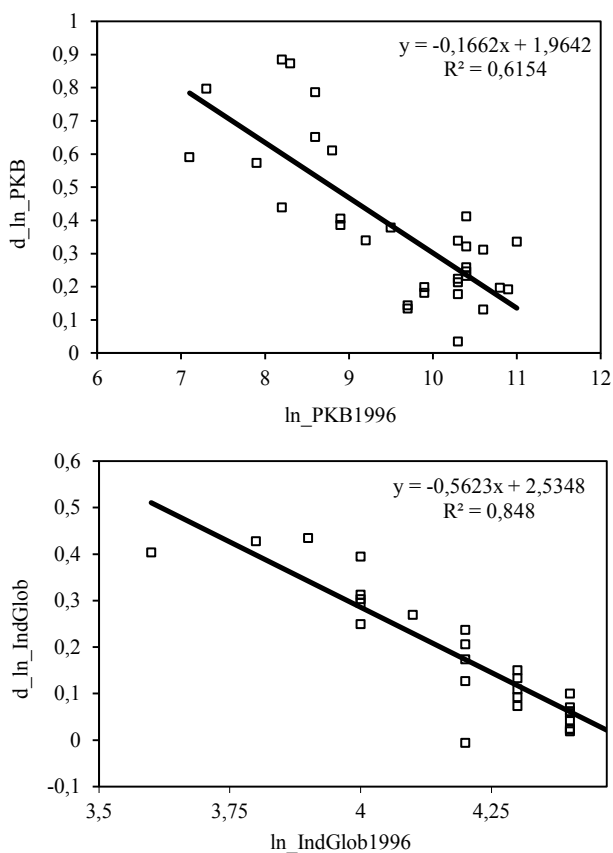 1
0,9
0,8
0,7
0,6
0,5
0,4
0,3
0,2
0,1
0
d_ln_PKB
y = -0,1662x + 1,9642
R² = 0,6154
6 7 8 9 10 11 12
ln_PKB1996
0,6
0,5
0,4
0,3
0,2
0,1
0
-0,1
d_ln_IndGlob
y = -0,5623x + 2,5348
R² = 0,848
3,5 3,75 4 4,25
ln_IndGlob1996